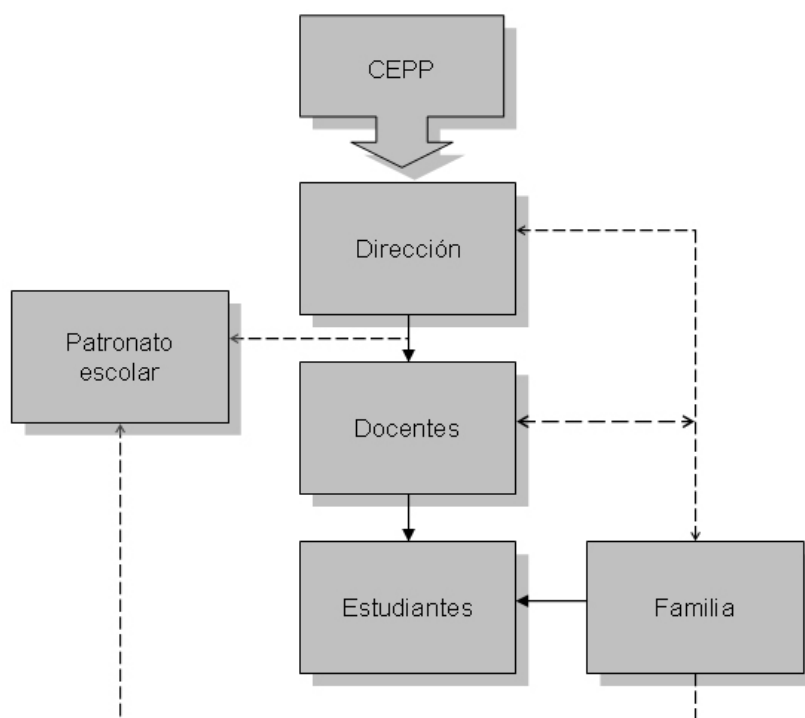 CEPP
Dirección
Patronato
escolar
Docentes
Estudiantes
Familia